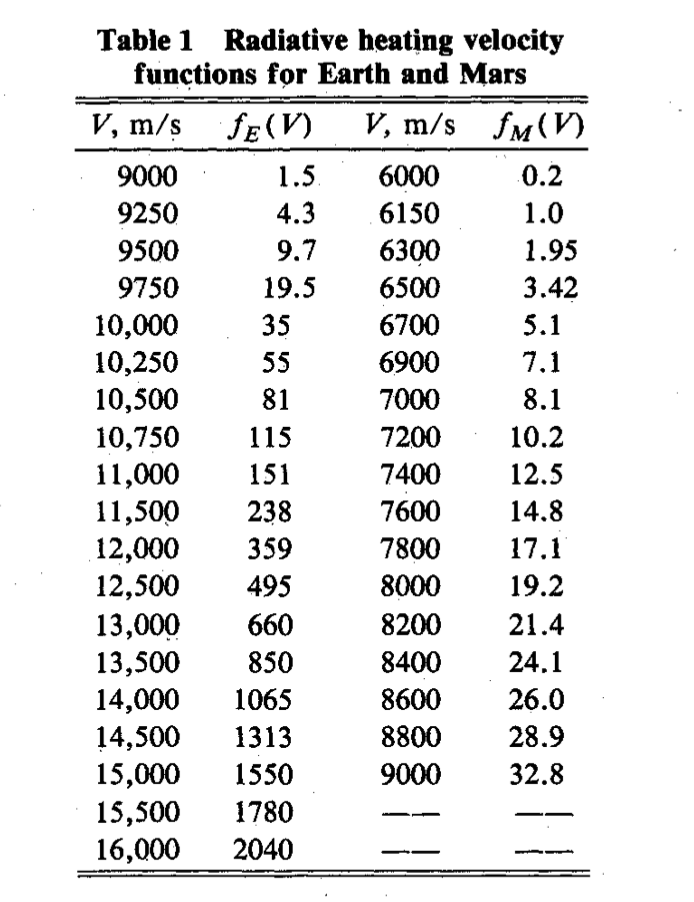 Table 1 Radiative heating velocity
functions for Earth and Mars
V, m/s fE(V) V, m/s fM(V)
9000 1.5 6000 0.2
9250 4.3 6150 1.0
9500 9.7 6300 1.95
9750 19.5 6500 3.42
10,000 35 6700 5.1
10,250 55 6900 7.1
10,500 81 7000 8.1
10,750 115 7200 10.2
11,000 151 7400 12.5
11,500 238 7600 14.8
12,000 359 7800 17.1
12,500 495 8000 19.2
13,000 660 8200 21.4
13,500 850 8400 24.1
14,000 1065 8600 26.0
14,500 1313 8800 28.9
15,000 1550 9000 32.8
15,500 1780 —— ——
16,000 2040 —— ——